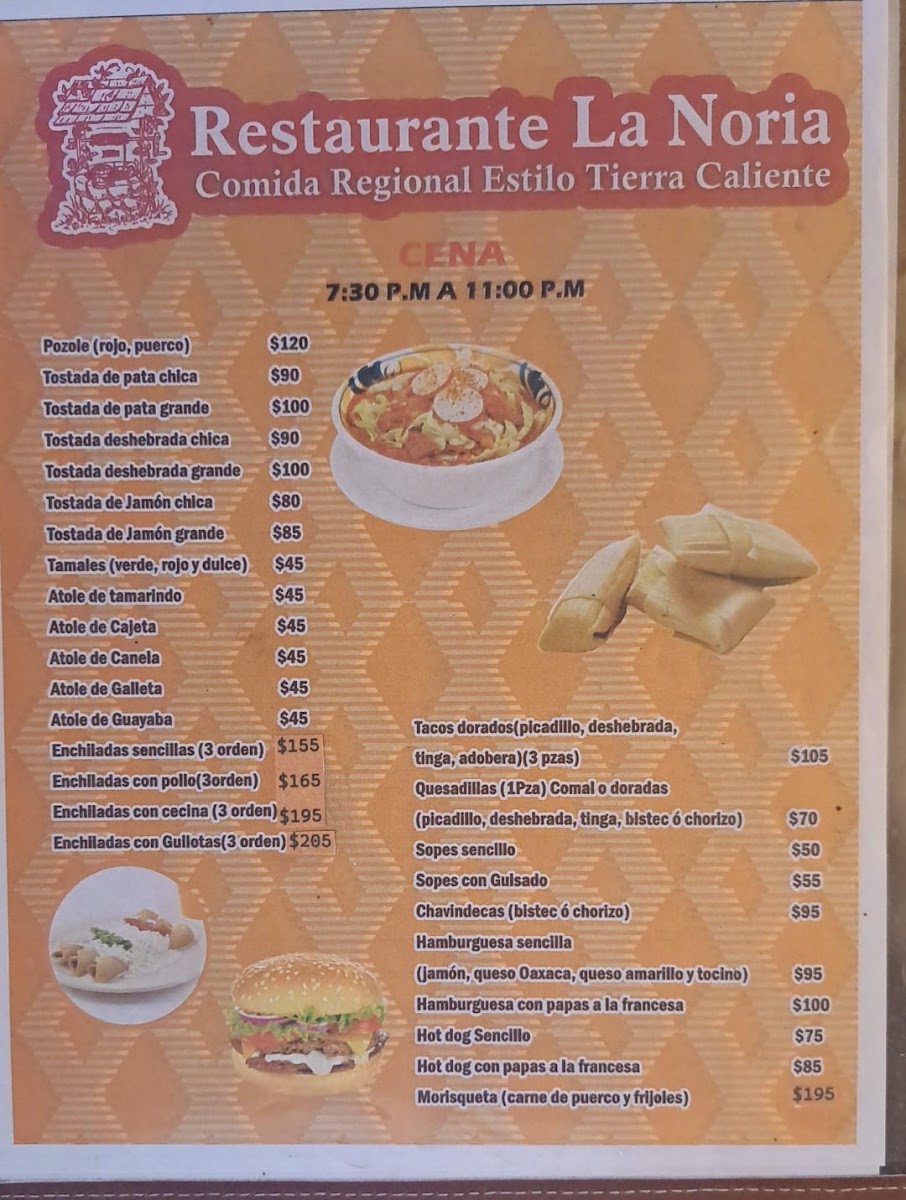 Restaurante La Noria
Comida Regional Estilo Tierra Caliente
CENA
7:30 P.M A 11:00 P.M
Pozole (rojo, puerco) $120
Tostada de pata chica $90
Tostada de pata grande $100
Tostada deshebrada chica $90
Tostada deshebrada grande $100
Tostada de Jamón chica $80
Tostada de Jamón grande $85
Tamales (verde, rojo y dulce) $45
Atole de tamarindo $45
Atole de Cajeta $45
Atole de Canela $45
Atole de Galleta $45
Atole de Guayaba $45
Enchiladas sencillas (3 orden) $155
Enchiladas con pollo(3orden) $165
Enchiladas con cecina (3 orden) $195
Enchiladas con Gullotas(3 orden) $205
Tacos dorados(picadillo, deshebrada,
tinga, adobera)(3 pzas) $105
Quesadillas (1Pza) Comal o doradas
(picadillo, deshebrada, tinga, bistec ó chorizo) $70
Sopes sencillo $50
Sopes con Guisado $55
Chavindecas (bistec ó chorizo) $95
Hamburguesa sencilla
(jamón, queso Oaxaca, queso amarillo y tocino) $95
Hamburguesa con papas a la francesa $100
Hot dog Sencillo $75
Hot dog con papas a la francesa $85
Morisqueta (carne de puerco y frijoles) $195